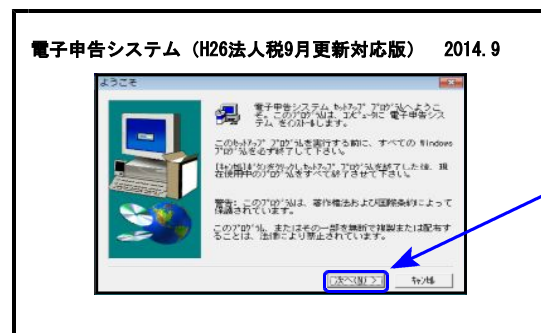 電子申告システム（H26法人税9月更新対応版）　2014.9
ようこそ
電子申告システム ｾｯﾄｱｯﾌﾟ ﾌﾟﾛｸﾞﾗﾑへようこ
そ。このﾌﾟﾛｸﾞﾗﾑは、ｺﾝﾋﾟｭｰﾀに 電子申告シス
テム をｲﾝｽﾄｰﾙします。
このｾｯﾄｱｯﾌﾟ ﾌﾟﾛｸﾞﾗﾑを実行する前に、すべての Windows
ﾌﾟﾛｸﾞﾗﾑを必ず終了して下さい。
[ｷｬﾝｾﾙ]ﾎﾞﾀﾝをｸﾘｯｸしｾｯﾄｱｯﾌﾟ ﾌﾟﾛｸﾞﾗﾑを終了した後、現
在使用中のﾌﾟﾛｸﾞﾗﾑをすべて終了させて下さい。
警告: このﾌﾟﾛｸﾞﾗﾑは、著作権法および国際条約によって
保護されています。
このﾌﾟﾛｸﾞﾗﾑ、またはその一部を無断で複製または配布す
ることは、法律により禁止されています。
次へ(N) >
ｷｬﾝｾﾙ